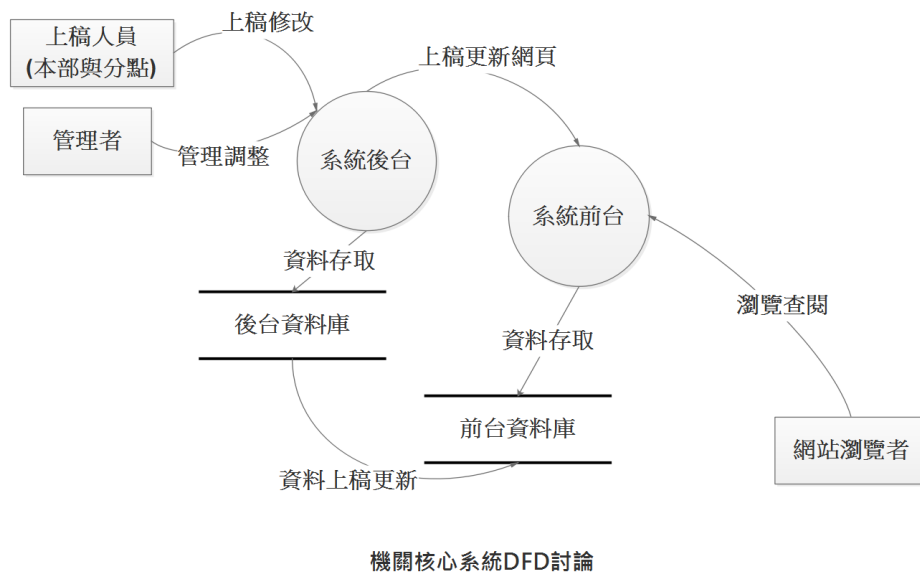 上稿人員
(本部與分點)
上稿修改
上稿更新網頁
管理者
管理調整
系統後台
系統前台
資料存取
後台資料庫
瀏覽查閱
資料存取
前台資料庫
網站瀏覽者
資料上稿更新
機關核心系統DFD討論